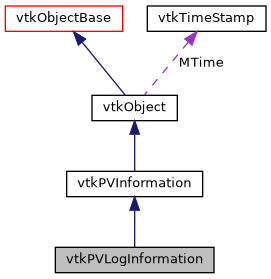 vtkObjectBase
vtkTimeStamp
MTime
vtkObject
vtkPVInformation
vtkPVLogInformation